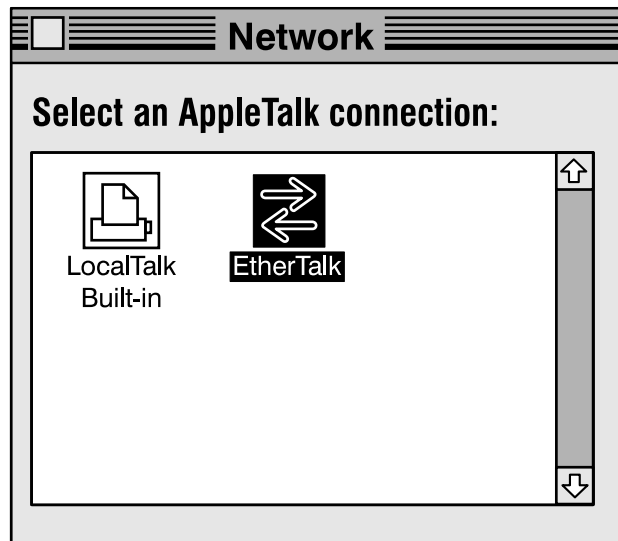 Network
Select an AppleTalk connection:
LocalTalk
Built-in
EtherTalk